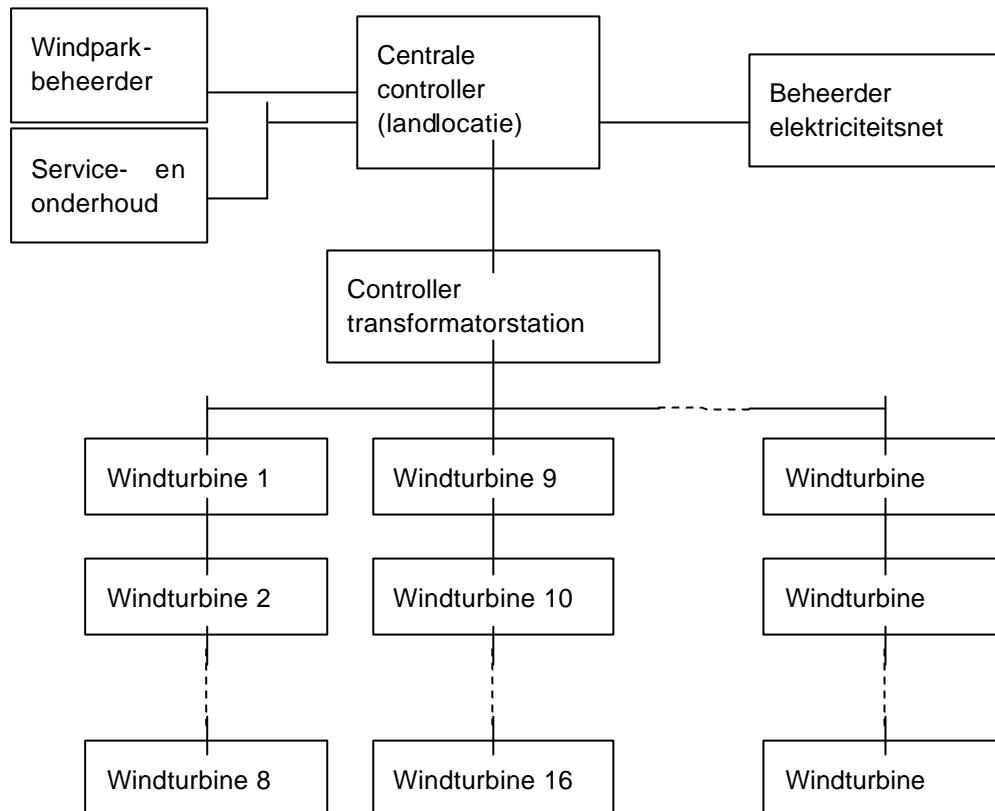 Windpark-
beheerder
Centrale
controller
(landlocatie)
Beheerder
elektriciteitsnet
Service- en
onderhoud
Controller
transformatorstation
Windturbine 1
Windturbine 9
Windturbine
Windturbine 2
Windturbine 10
Windturbine
Windturbine 8
Windturbine 16
Windturbine